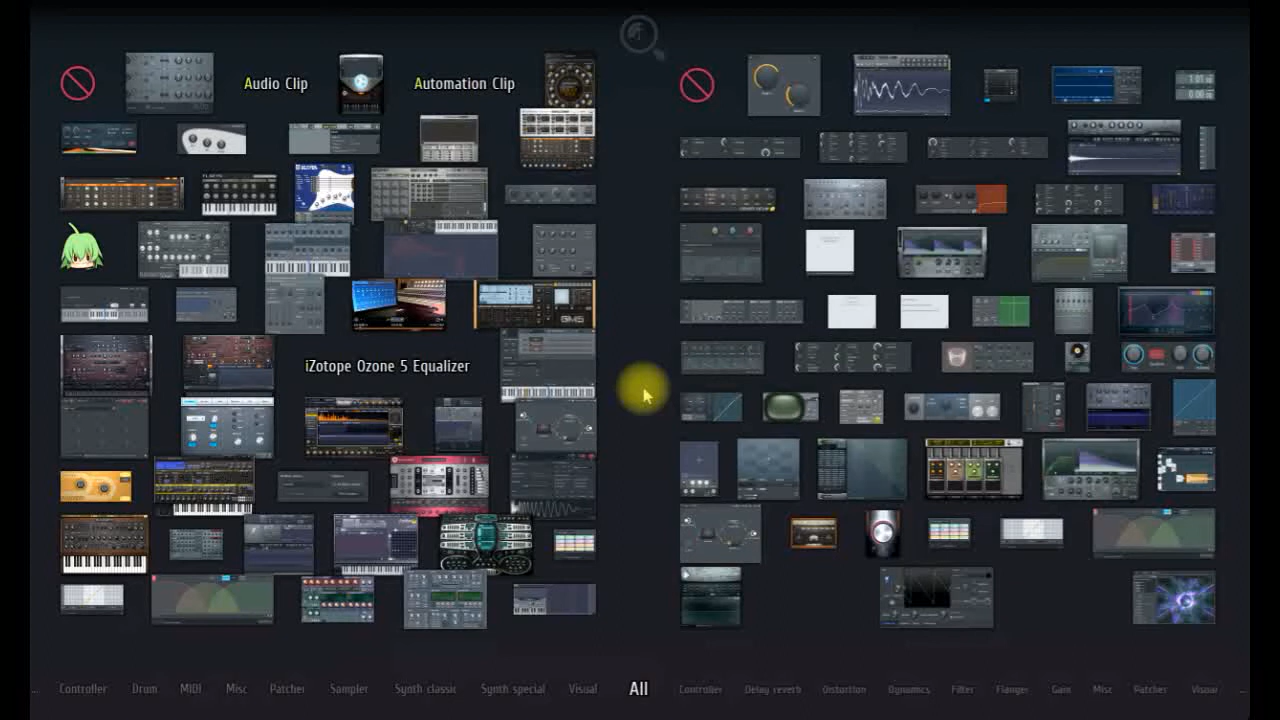 Audio Clip
Automation Clip
iZotope Ozone 5 Equalizer
Controller
Drum
MIDI
Misc
Patcher
Sampler
Synth classic
Synth special
Visual
All
Controller
Delay reverb
Distortion
Dynamics
Filter
Flanger
Gain
Misc
Patcher
Visual